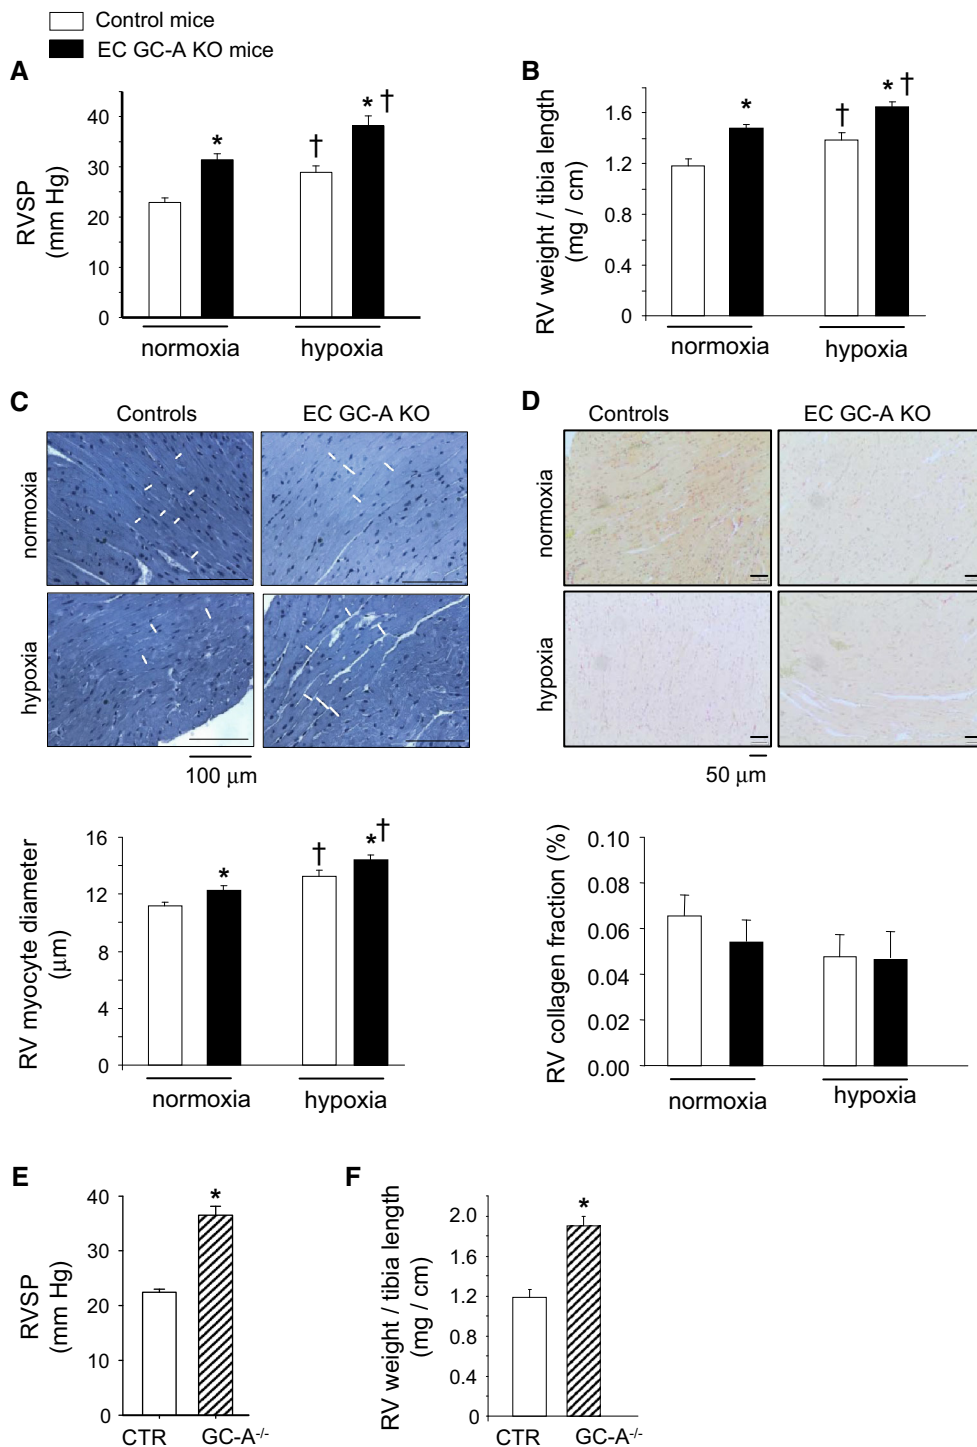 Control mice
EC GC-A KO mice
A
RVSP
(mm Hg)
40
30
20
10
0
* † * †
normoxia hypoxia
B
RV weight / tibia length
(mg / cm)
1.6
1.2
0.8
0.4
0
* † * †
normoxia hypoxia
C
Controls EC GC-A KO
normoxia
hypoxia
100 μm
RV myocyte diameter
(μm)
16
12
8
4
0
* † *†
normoxia hypoxia
D
Controls EC GC-A KO
normoxia
hypoxia
50 μm
RV collagen fraction (%)
0.10
0.08
0.06
0.04
0.02
0.00
normoxia hypoxia
E
RVSP
(mm Hg)
40
30
20
10
0
*
CTR GC-A-/-
F
RV weight / tibia length
(mg / cm)
2.0
1.6
1.2
0.8
0.4
0
*
CTR GC-A-/-